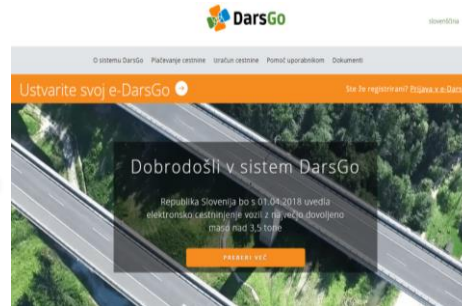 DarsGo
slovenščina
O sistemu DarsGo Plačevanje cestnine Izračun cestnine Pomoč uporabnikom Dokumenti
Ustvarite svoj e-DarsGo
Ste že registrirani? Prijava v e-Dars
Dobrodošli v sistem DarsGo
Republika Slovenija bo s 01.04.2018 uvedla
elektronsko cestninjenje vozil z največjo dovoljeno
maso nad 3,5 tone
PREBERI VEČ